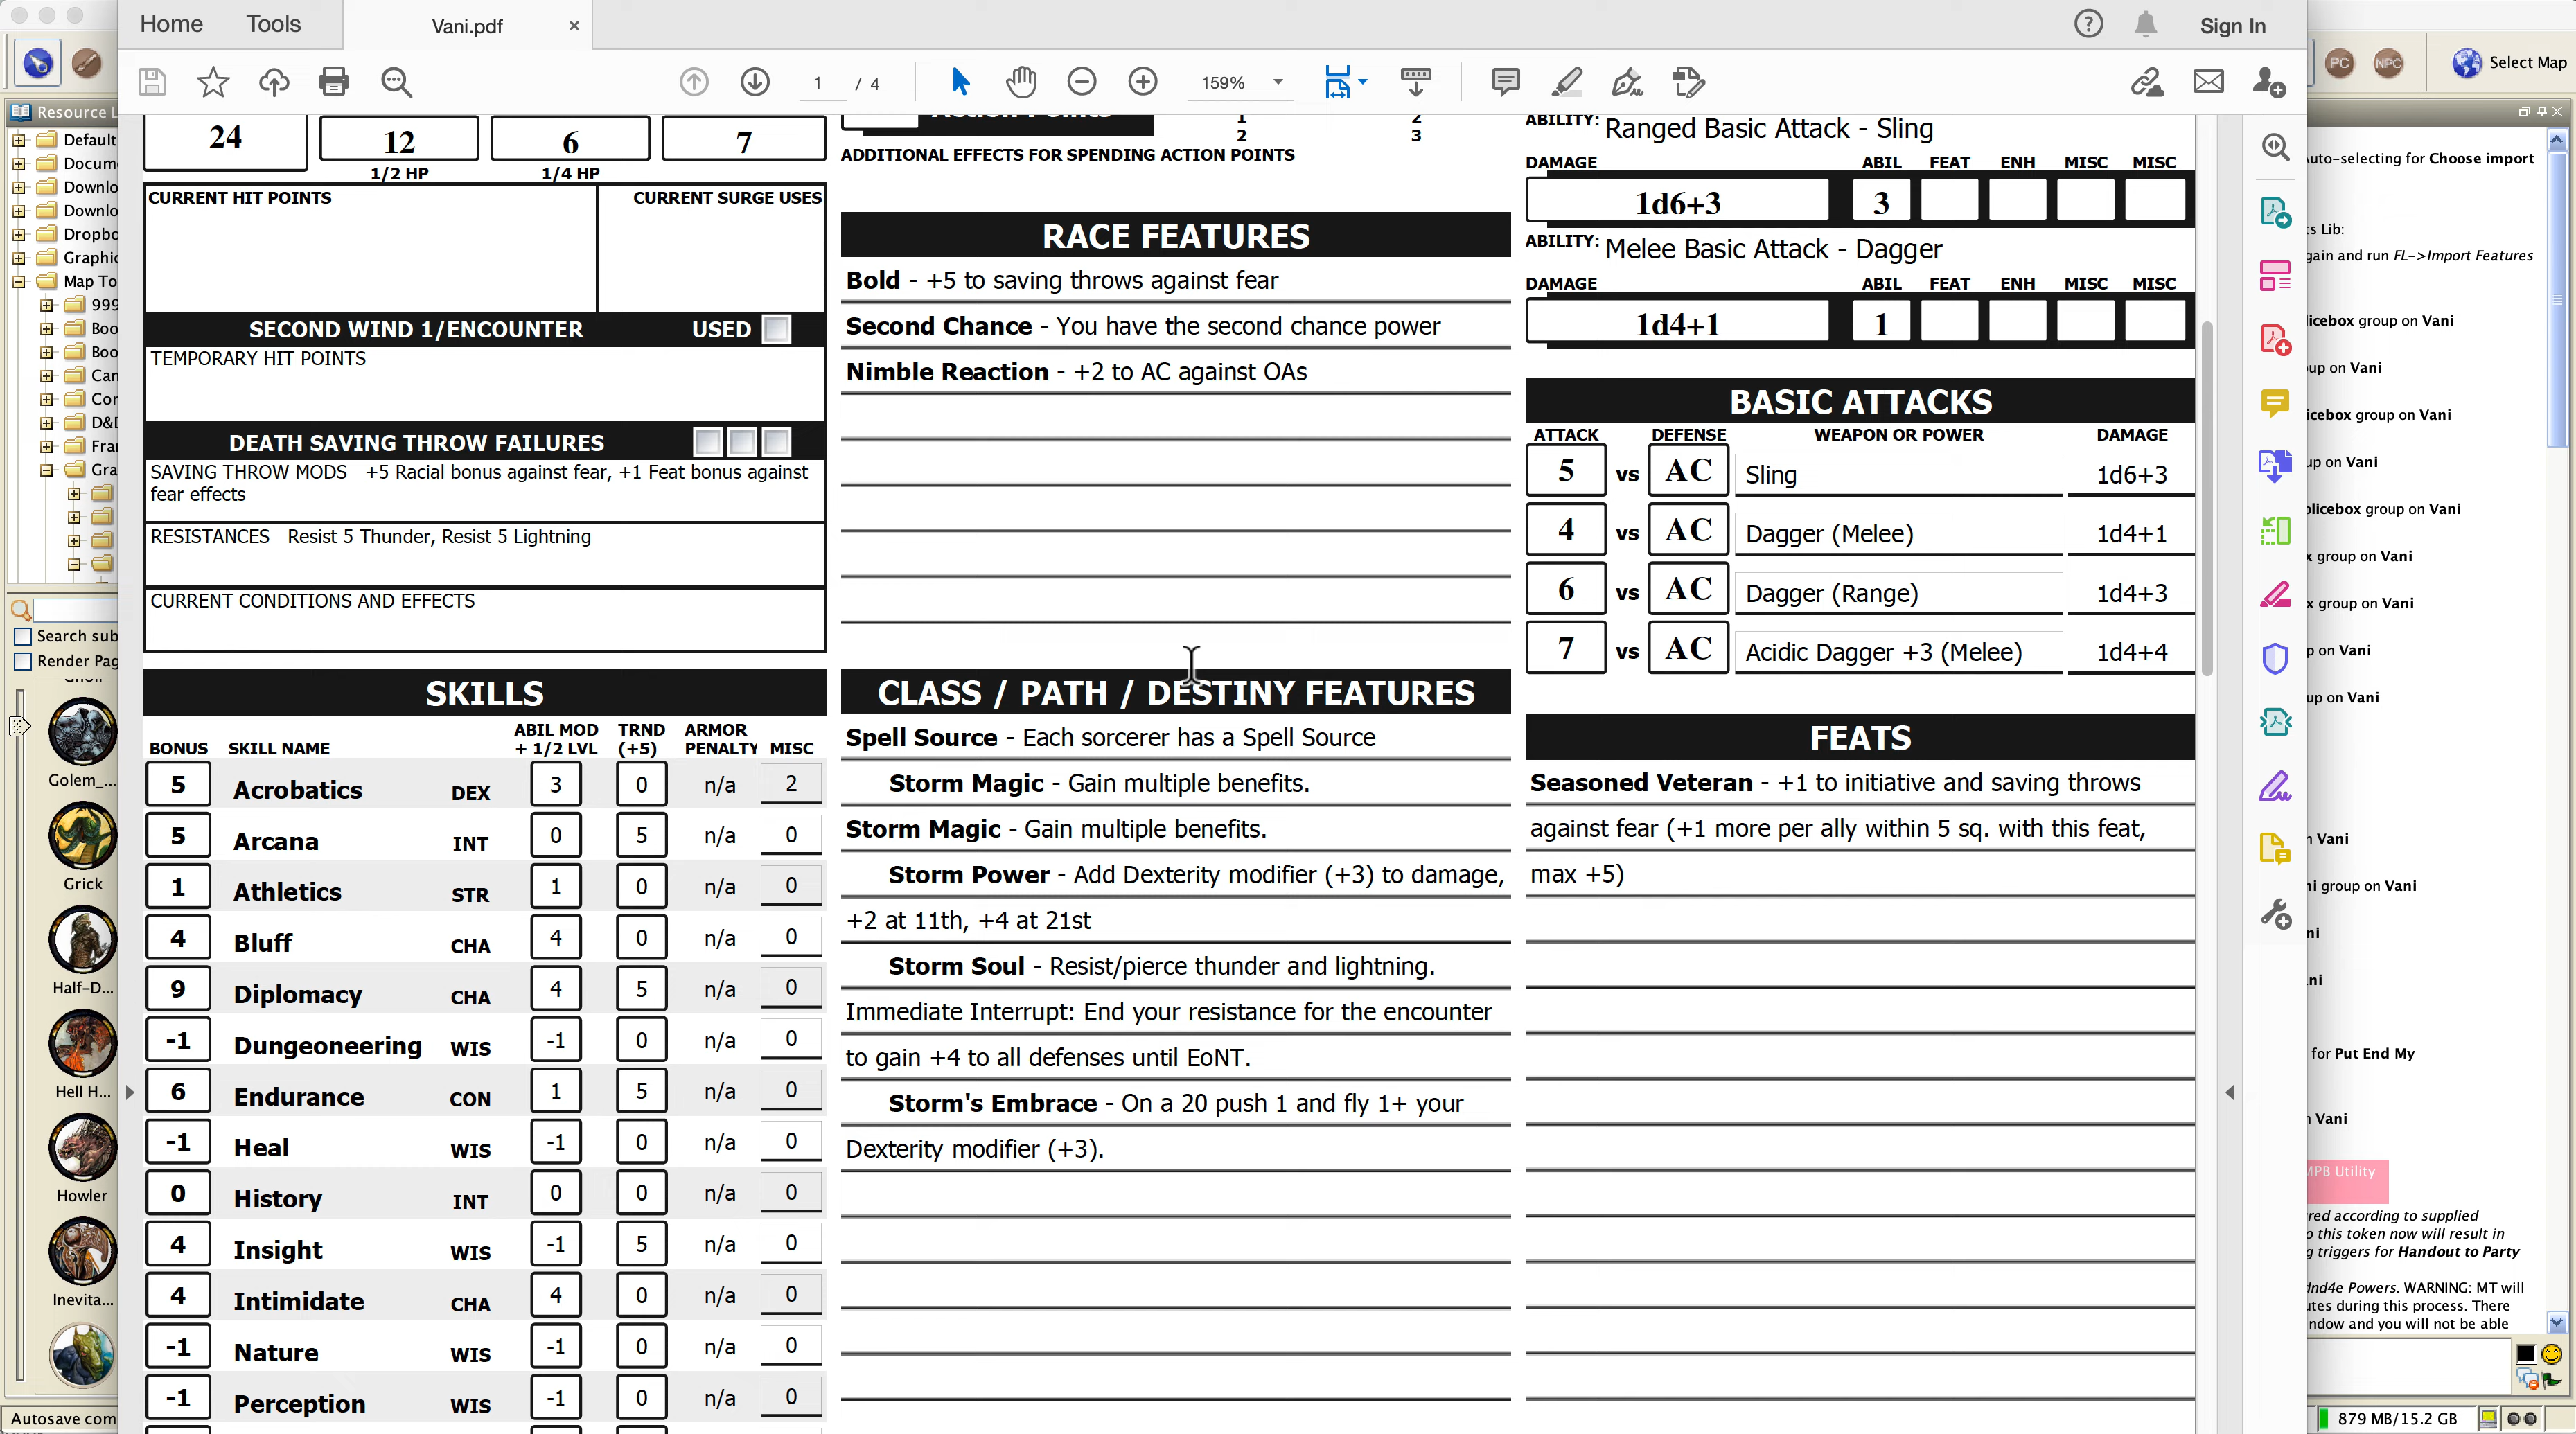 Home Tools Vani.pdf × Sign In
1 / 4 159%
PC NPC Select Map
Resource L
Default
Docum
Downlo
Downlo
Dropbo
Graphic
Map To
999
Boo
Boo
Car
Cor
D&D
Fra
Gra
Search sub
Render Pag
Golem_...
Grick
Half-D...
Hell H...
Howler
Inevita...
Autosave com
24 12 6 7
1/2 HP 1/4 HP
CURRENT HIT POINTS CURRENT SURGE USES
SECOND WIND 1/ENCOUNTER USED
TEMPORARY HIT POINTS
DEATH SAVING THROW FAILURES
SAVING THROW MODS +5 Racial bonus against fear, +1 Feat bonus against
fear effects
RESISTANCES Resist 5 Thunder, Resist 5 Lightning
CURRENT CONDITIONS AND EFFECTS
SKILLS
BONUS SKILL NAME ABIL MOD + 1/2 LVL TRND (+5) ARMOR PENALTY MISC
5 Acrobatics DEX 3 0 n/a 2
5 Arcana INT 0 5 n/a 0
1 Athletics STR 1 0 n/a 0
4 Bluff CHA 4 0 n/a 0
9 Diplomacy CHA 4 5 n/a 0
-1 Dungeoneering WIS -1 0 n/a 0
6 Endurance CON 1 5 n/a 0
-1 Heal WIS -1 0 n/a 0
0 History INT 0 0 n/a 0
4 Insight WIS -1 5 n/a 0
4 Intimidate CHA 4 0 n/a 0
-1 Nature WIS -1 0 n/a 0
-1 Perception WIS -1 0 n/a 0
Action Points
1 2
2 3
ADDITIONAL EFFECTS FOR SPENDING ACTION POINTS
RACE FEATURES
Bold - +5 to saving throws against fear
Second Chance - You have the second chance power
Nimble Reaction - +2 to AC against OAs
CLASS / PATH / DESTINY FEATURES
Spell Source - Each sorcerer has a Spell Source
Storm Magic - Gain multiple benefits.
Storm Magic - Gain multiple benefits.
Storm Power - Add Dexterity modifier (+3) to damage,
+2 at 11th, +4 at 21st
Storm Soul - Resist/pierce thunder and lightning.
Immediate Interrupt: End your resistance for the encounter
to gain +4 to all defenses until EoNT.
Storm's Embrace - On a 20 push 1 and fly 1+ your
Dexterity modifier (+3).
ABILITY: Ranged Basic Attack - Sling
DAMAGE ABIL FEAT ENH MISC MISC
1d6+3 3
ABILITY: Melee Basic Attack - Dagger
DAMAGE ABIL FEAT ENH MISC MISC
1d4+1 1
BASIC ATTACKS
ATTACK DEFENSE WEAPON OR POWER DAMAGE
5 vs AC Sling 1d6+3
4 vs AC Dagger (Melee) 1d4+1
6 vs AC Dagger (Range) 1d4+3
7 vs AC Acidic Dagger +3 (Melee) 1d4+4
FEATS
Seasoned Veteran - +1 to initiative and saving throws
against fear (+1 more per ally within 5 sq. with this feat,
max +5)
uto-selecting for Choose import
s Lib:
gain and run FL->Import Features
licebox group on Vani
up on Vani
icebox group on Vani
up on Vani
olicebox group on Vani
x group on Vani
x group on Vani
p on Vani
up on Vani
n Vani
ni group on Vani
ni
ni
for Put End My
n Vani
MPB Utility
red according to supplied
o this token now will result in
g triggers for Handout to Party
Ind4e Powers. WARNING: MT will
utes during this process. There
ndow and you will not be able
879 MB/15.2 GB